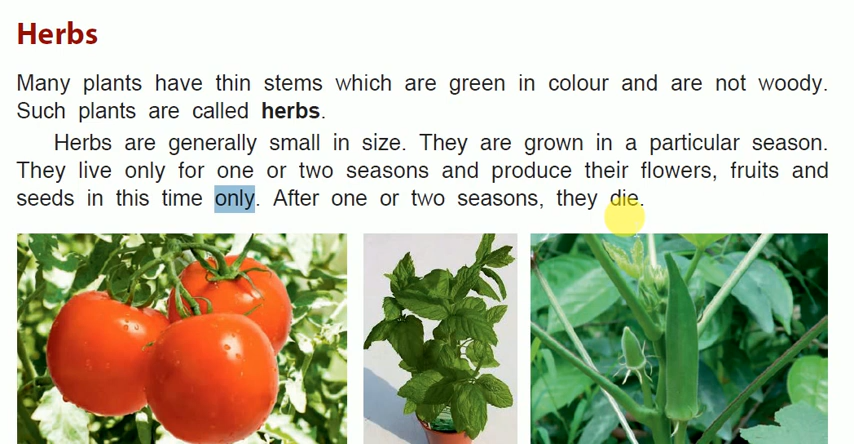 Herbs
Many plants have thin stems which are green in colour and are not woody.
Such plants are called herbs.
Herbs are generally small in size. They are grown in a particular season.
They live only for one or two seasons and produce their flowers, fruits and
seeds in this time only. After one or two seasons, they die.